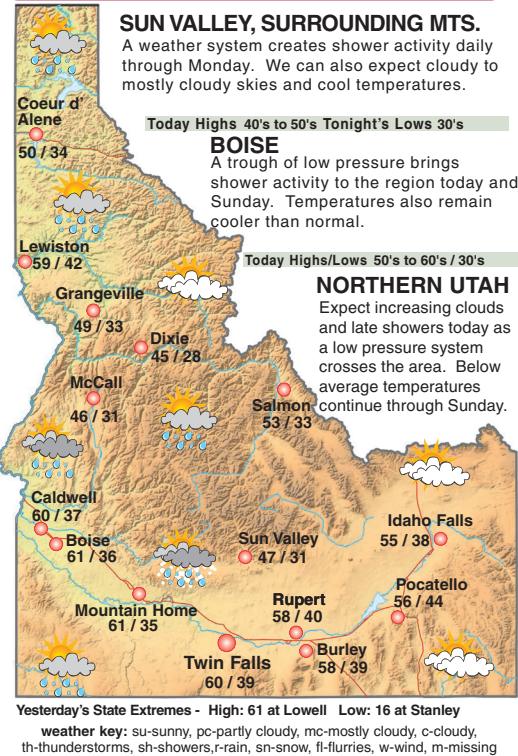 SUN VALLEY, SURROUNDING MTS.
A weather system creates shower activity daily
through Monday. We can also expect cloudy to
mostly cloudy skies and cool temperatures.
Today Highs 40's to 50's Tonight's Lows 30's
BOISE
A trough of low pressure brings
shower activity to the region today and
Sunday. Temperatures also remain
cooler than normal.
Today Highs/Lows 50's to 60's / 30's
NORTHERN UTAH
Expect increasing clouds
and late showers today as
a low pressure system
crosses the area. Below
average temperatures
continue through Sunday.
Coeur d'
Alene
50 / 34
Lewiston
59 / 42
Grangeville
49 / 33
Dixie
45 / 28
McCall
46 / 31
Salmon
53 / 33
Caldwell
60 / 37
Boise
61 / 36
Sun Valley
47 / 31
Idaho Falls
55 / 38
Mountain Home
61 / 35
Rupert
58 / 40
Pocatello
56 / 44
Twin Falls
60 / 39
Burley
58 / 39
Yesterday's State Extremes - High: 61 at Lowell Low: 16 at Stanley
weather key: su-sunny, pc-partly cloudy, mc-mostly cloudy, c-cloudy,
th-thunderstorms, sh-showers,r-rain, sn-snow, fl-flurries, w-wind, m-missing